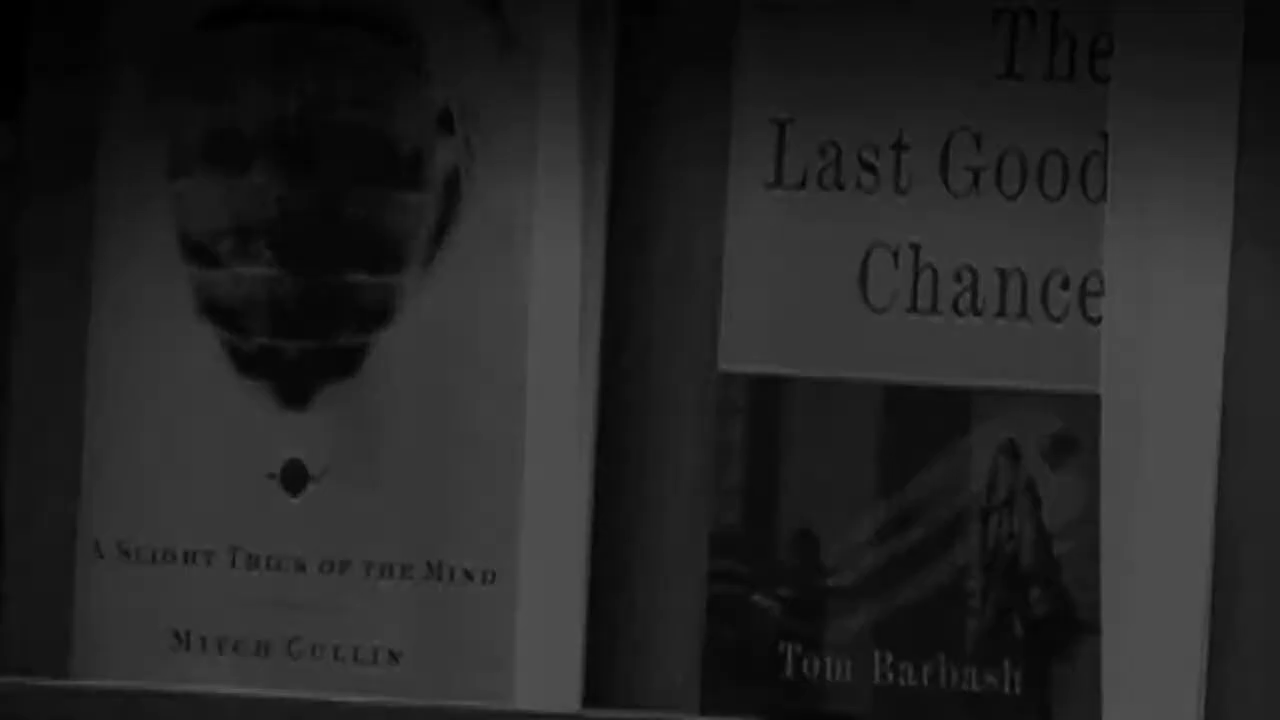 A SLIGHT TRICK OF THE MIND
MITCH CULLIN
The
Last Good
Chance
Tom Barbash